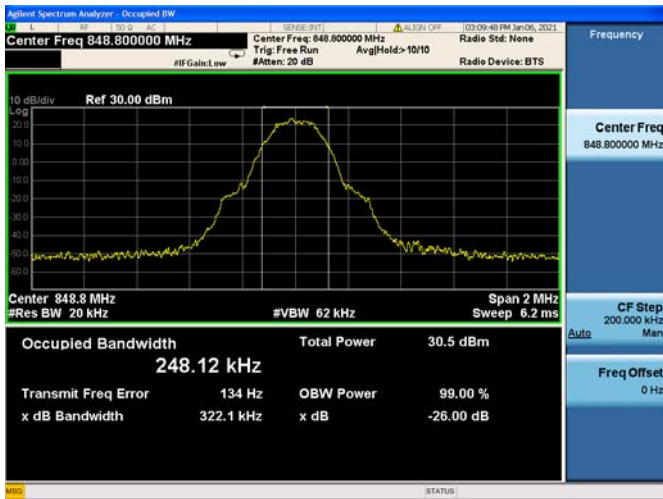 Agilent Spectrum Analyzer - Occupied BW
L RF 50 Ω AC SENSE:INT ALIGN OFF 03:09:48 PM Jan 06, 2021
Center Freq 848.800000 MHz
Center Freq: 848.800000 MHz
Radio Std: None
Trig: Free Run Avg|Hold:> 10/10
#IFGain:Low #Atten: 20 dB Radio Device: BTS
10 dB/div Ref 30.00 dBm
Log
20.0
10.0
0.00
10.0
20.0
30.0
40.0
50.0
60.0
Center 848.8 MHz Span 2 MHz
#Res BW 20 kHz #VBW 62 kHz Sweep 6.2 ms
Occupied Bandwidth Total Power 30.5 dBm
248.12 kHz
Transmit Freq Error 134 Hz OBW Power 99.00 %
x dB Bandwidth 322.1 kHz x dB -26.00 dB
Frequency
Center Freq
848.800000 MHz
CF Step
200.000 kHz
Auto Man
Freq Offset
0 Hz
MSG STATUS